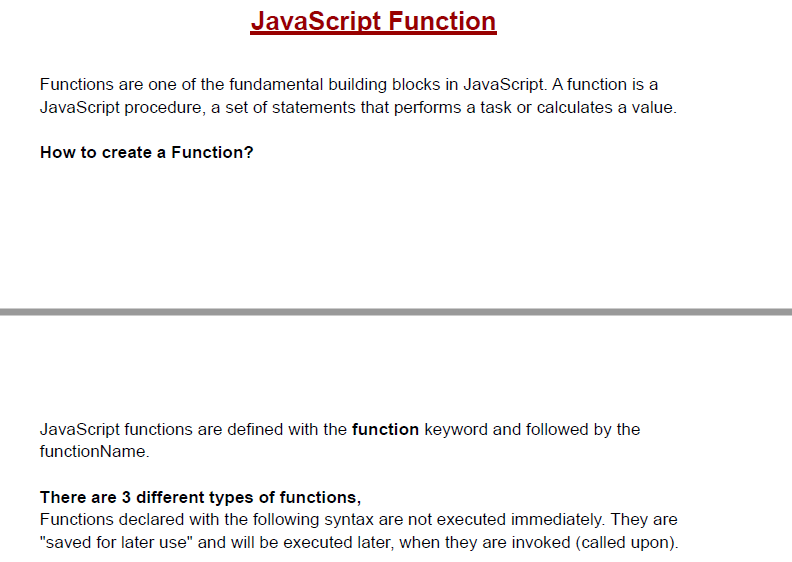 JavaScript Function
Functions are one of the fundamental building blocks in JavaScript. A function is a
JavaScript procedure, a set of statements that performs a task or calculates a value.
How to create a Function?
JavaScript functions are defined with the function keyword and followed by the
functionName.
There are 3 different types of functions,
Functions declared with the following syntax are not executed immediately. They are
"saved for later use" and will be executed later, when they are invoked (called upon).